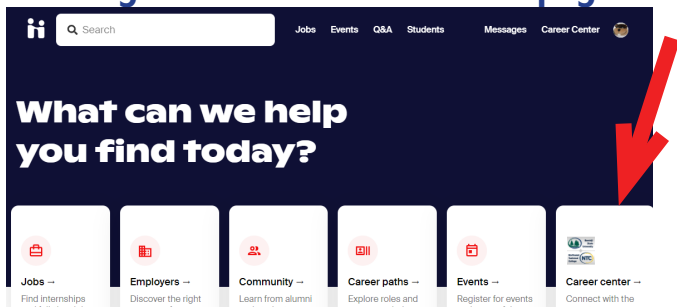 Search
Jobs Events Q&A Students Messages Career Center
What can we help
you find today?
NTC
Jobs →
Find internships
Employers →
Discover the right
Community →
Learn from alumni
Career paths →
Explore roles and
Events →
Register for events
Career center →
Connect with the